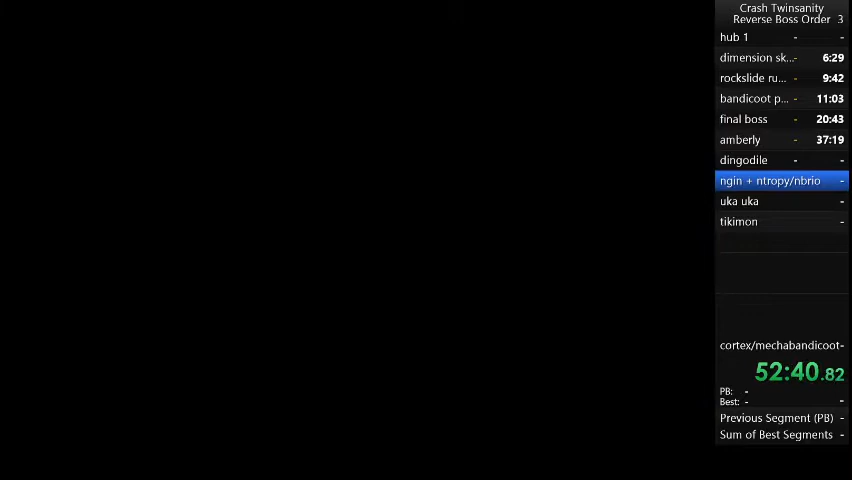 Crash Twinsanity
Reverse Boss Order 3
hub 1 - -
dimension sk... - 6:29
rockslide ru... - 9:42
bandicoot p... - 11:03
final boss - 20:43
amberly - 37:19
dingodile - -
ngin + ntropy/nbrio -
uka uka -
tikimon -
cortex/mechabandicoot-
52:40.82
PB: -
Best: - -
Previous Segment (PB) -
Sum of Best Segments -